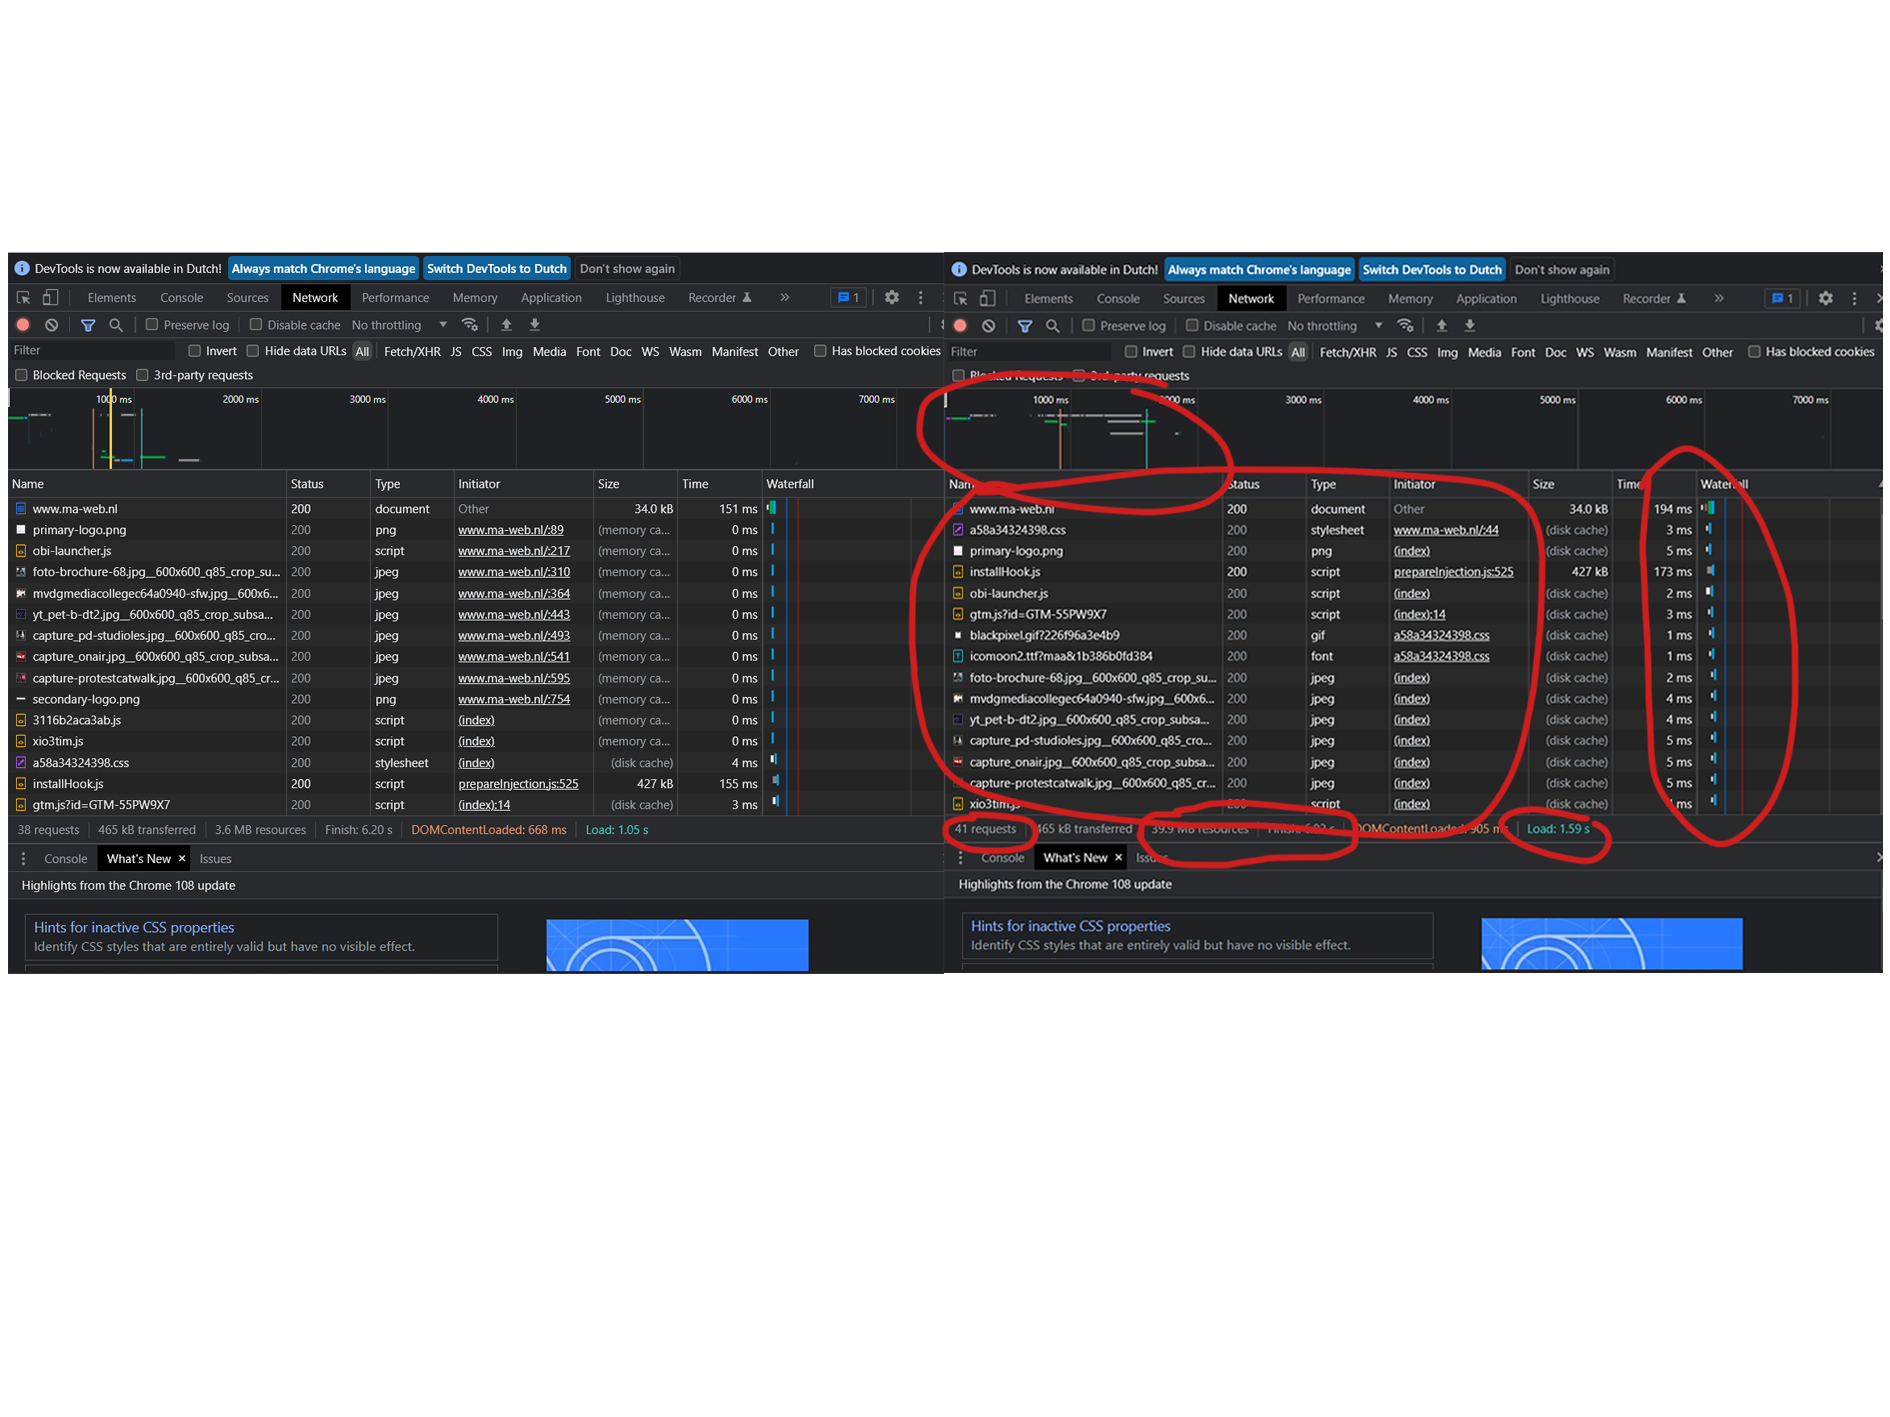 DevTools is now available in Dutch! Always match Chrome's language Switch DevTools to Dutch Don't show again
Elements Console Sources Network Performance Memory Application Lighthouse Recorder 1
Preserve log Disable cache No throttling
Filter Invert Hide data URLs All Fetch/XHR JS CSS Img Media Font Doc WS Wasm Manifest Other Has blocked cookies
Blocked Requests 3rd-party requests
1000 ms 2000 ms 3000 ms 4000 ms 5000 ms 6000 ms 7000 ms
Name Status Type Initiator Size Time Waterfall
www.ma-web.nl 200 document Other 34.0 kB 151 ms
primary-logo.png 200 png www.ma-web.nl/:89 (memory ca... 0 ms
obi-launcher.js 200 script www.ma-web.nl/:217 (memory ca... 0 ms
foto-brochure-68.jpg__600x600_q85_crop_su... 200 jpeg www.ma-web.nl/:310 (memory ca... 0 ms
mvdgmediacollegec64a0940-sfw.jpg__600x6... 200 jpeg www.ma-web.nl/:364 (memory ca... 0 ms
yt_pet-b-dt2.jpg__600x600_q85_crop_subsa... 200 jpeg www.ma-web.nl/:443 (memory ca... 0 ms
capture_pd-studioles.jpg__600x600_q85_cro... 200 jpeg www.ma-web.nl/:493 (memory ca... 0 ms
capture_onair.jpg__600x600_q85_crop_subsa... 200 jpeg www.ma-web.nl/:541 (memory ca... 0 ms
capture-protestcatwalk.jpg__600x600_q85_cr... 200 jpeg www.ma-web.nl/:595 (memory ca... 0 ms
secondary-logo.png 200 png www.ma-web.nl/:754 (memory ca... 0 ms
3116b2aca3ab.js 200 script (index) (memory ca... 0 ms
xio3tim.js 200 script (index) (memory ca... 0 ms
a58a34324398.css 200 stylesheet (index) (disk cache) 4 ms
installHook.js 200 script prepareInjection.js:525 427 kB 155 ms
gtm.js?id=GTM-55PW9X7 200 script (index):14 (disk cache) 3 ms
38 requests 465 kB transferred 3.6 MB resources Finish: 6.20 s DOMContentLoaded: 668 ms Load: 1.05 s
Console What's New × Issues
Highlights from the Chrome 108 update
Hints for inactive CSS properties
Identify CSS styles that are entirely valid but have no visible effect.
DevTools is now available in Dutch! Always match Chrome's language Switch DevTools to Dutch Don't show again
Elements Console Sources Network Performance Memory Application Lighthouse Recorder 1
Preserve log Disable cache No throttling
Filter Invert Hide data URLs All Fetch/XHR JS CSS Img Media Font Doc WS Wasm Manifest Other Has blocked cookies
Blocked Requests 3rd-party requests
1000 ms 2000 ms 3000 ms 4000 ms 5000 ms 6000 ms 7000 ms
Name Status Type Initiator Size Time Waterfall
www.ma-web.nl 200 document Other 34.0 kB 194 ms
a58a34324398.css 200 stylesheet www.ma-web.nl/:44 (disk cache) 3 ms
primary-logo.png 200 png (index) (disk cache) 5 ms
installHook.js 200 script prepareInjection.js:525 427 kB 173 ms
obi-launcher.js 200 script (index) (disk cache) 2 ms
gtm.js?id=GTM-55PW9X7 200 script (index):14 (disk cache) 3 ms
blackpixel.gif?226f96a3e4b9 200 gif a58a34324398.css (disk cache) 1 ms
icomoon2.ttf?maa&1b386b0fd384 200 font a58a34324398.css (disk cache) 1 ms
foto-brochure-68.jpg__600x600_q85_crop_su... 200 jpeg (index) (disk cache) 2 ms
mvdgmediacollegec64a0940-sfw.jpg__600x6... 200 jpeg (index) (disk cache) 4 ms
yt_pet-b-dt2.jpg__600x600_q85_crop_subsa... 200 jpeg (index) (disk cache) 4 ms
capture_pd-studioles.jpg__600x600_q85_cro... 200 jpeg (index) (disk cache) 5 ms
capture_onair.jpg__600x600_q85_crop_subsa... 200 jpeg (index) (disk cache) 5 ms
capture-protestcatwalk.jpg__600x600_q85_cr... 200 jpeg (index) (disk cache) 5 ms
xio3tim.js 200 script (index) (disk cache) ms
41 requests 465 kB transferred 39.9 MB resources DOMContentLoaded: 905 ms Load: 1.59 s
Console What's New × Issues
Highlights from the Chrome 108 update
Hints for inactive CSS properties
Identify CSS styles that are entirely valid but have no visible effect.